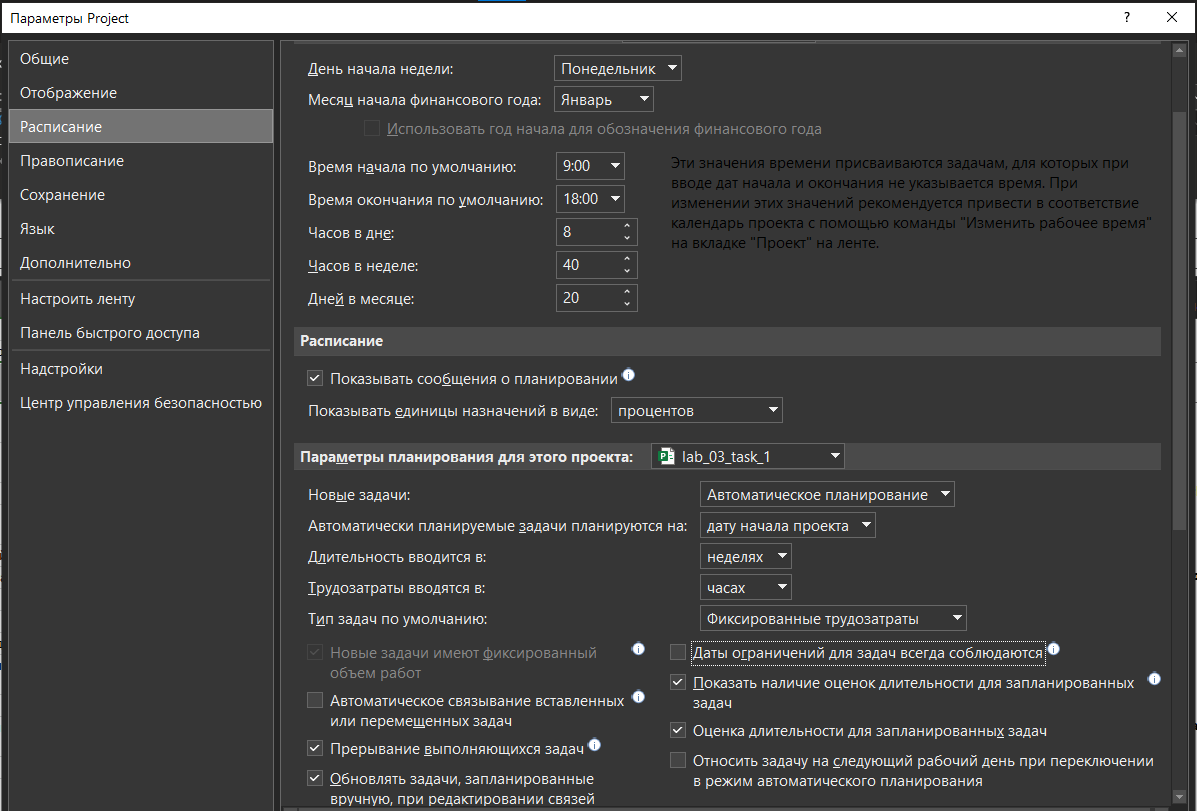 Параметры Project
?
Общие
Отображение
Расписание
Правописание
Сохранение
Язык
Дополнительно
Настроить ленту
Панель быстрого доступа
Надстройки
Центр управления безопасностью
День начала недели: Понедельник
Месяц начала финансового года: Январь
Использовать год начала для обозначения финансового года
Время начала по умолчанию: 9:00
Время окончания по умолчанию: 18:00
Часов в дне: 8
Часов в неделе: 40
Дней в месяце: 20
Эти значения времени присваиваются задачам, для которых при
вводе дат начала и окончания не указывается время. При
изменении этих значений рекомендуется привести в соответствие
календарь проекта с помощью команды "Изменить рабочее время"
на вкладке "Проект" на ленте.
Расписание
Показывать сообщения о планировании
Показывать единицы назначений в виде: процентов
Параметры планирования для этого проекта: lab_03_task_1
Новые задачи: Автоматическое планирование
Автоматически планируемые задачи планируются на: дату начала проекта
Длительность вводится в: неделях
Трудозатраты вводятся в: часах
Тип задач по умолчанию: Фиксированные трудозатраты
Новые задачи имеют фиксированный
объем работ
Автоматическое связывание вставленных
или перемещенных задач
Прерывание выполняющихся задач
Обновлять задачи, запланированные
вручную, при редактировании связей
Даты ограничений для задач всегда соблюдаются
Показать наличие оценок длительности для запланированных
задач
Оценка длительности для запланированных задач
Относить задачу на следующий рабочий день при переключении
в режим автоматического планирования